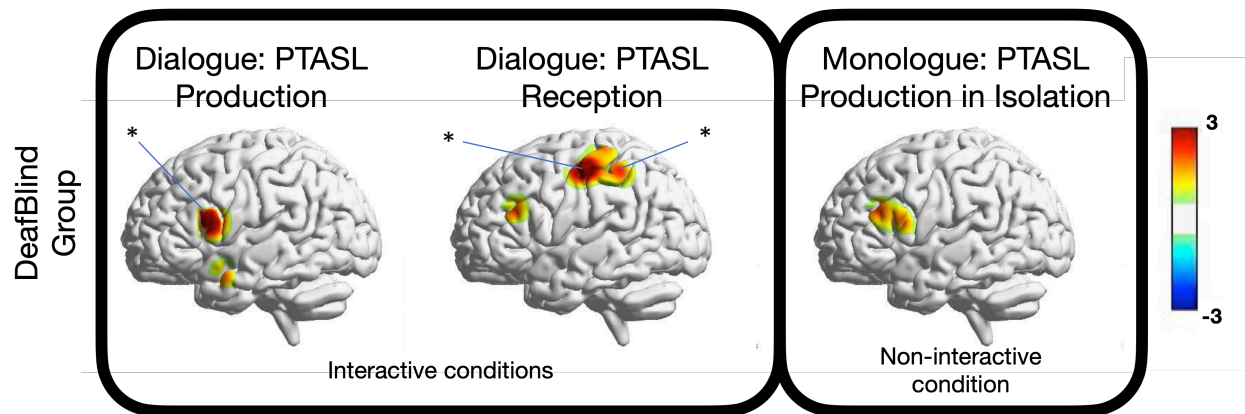 Dialogue: PTASL
Production
Dialogue: PTASL
Reception
Monologue: PTASL
Production in Isolation
*
*
*
DeafBlind
Group
3
-3
Interactive conditions
Non-interactive
condition